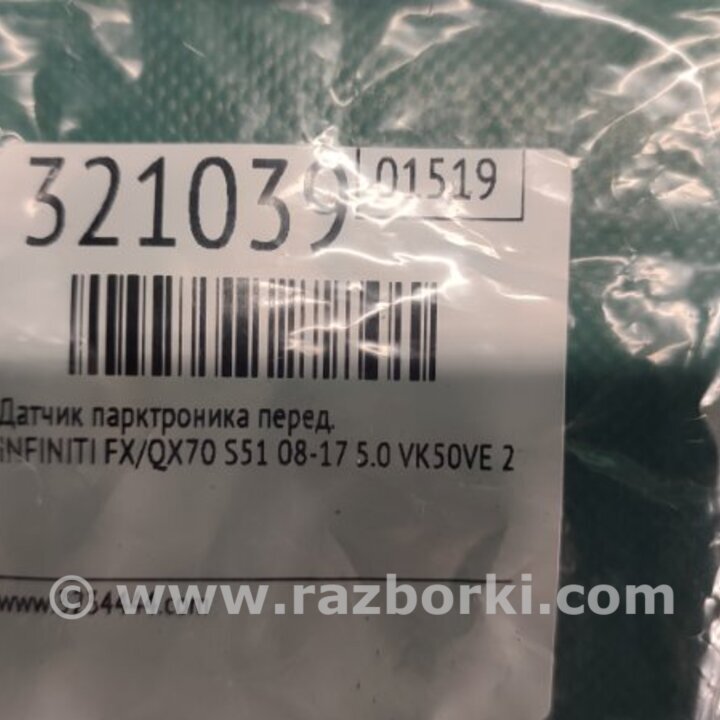 321039
01519
Датчик парктроника перед.
iNFINITI FX/QX70 S51 08-17 5.0 VK50VE 2
© www.razborki.com